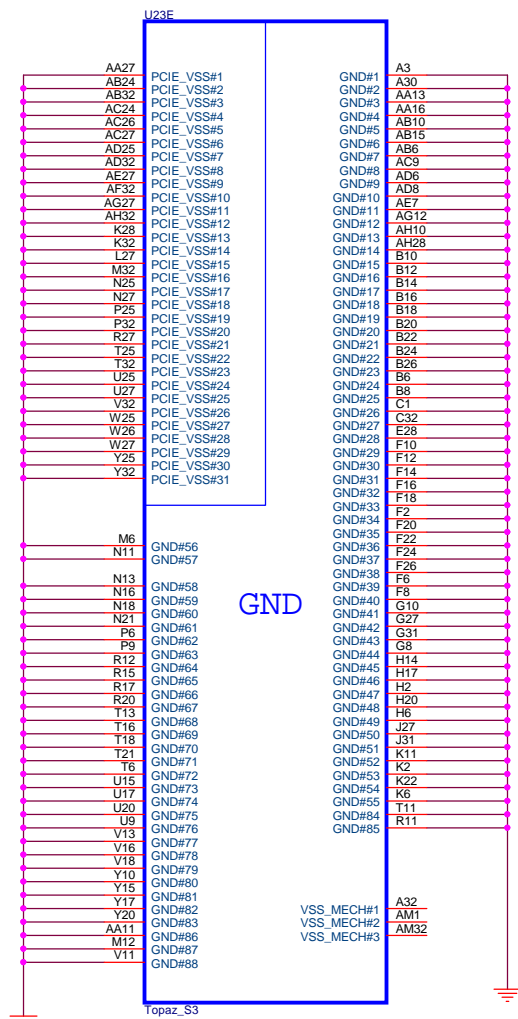 U23E
AA27 PCIE_VSS#1 GND#1 A3
AB24 PCIE_VSS#2 GND#2 A30
AB32 PCIE_VSS#3 GND#3 AA13
AC24 PCIE_VSS#4 GND#4 AA16
AC26 PCIE_VSS#5 GND#5 AB10
AC27 PCIE_VSS#6 GND#6 AB15
AD25 PCIE_VSS#7 GND#7 AB6
AD32 PCIE_VSS#8 GND#8 AC9
AE27 PCIE_VSS#9 GND#9 AD6
AF32 PCIE_VSS#10 GND#10 AD8
AG27 PCIE_VSS#11 GND#11 AE7
AH32 PCIE_VSS#12 GND#12 AG12
K28 PCIE_VSS#13 GND#13 AH10
K32 PCIE_VSS#14 GND#14 AH28
L27 PCIE_VSS#15 GND#15 B10
M32 PCIE_VSS#16 GND#16 B12
N25 PCIE_VSS#17 GND#17 B14
N27 PCIE_VSS#18 GND#18 B16
P25 PCIE_VSS#19 GND#19 B18
P32 PCIE_VSS#20 GND#20 B20
R27 PCIE_VSS#21 GND#21 B22
T25 PCIE_VSS#22 GND#22 B24
T32 PCIE_VSS#23 GND#23 B26
U25 PCIE_VSS#24 GND#24 B6
U27 PCIE_VSS#25 GND#25 B8
V32 PCIE_VSS#26 GND#26 C1
W25 PCIE_VSS#27 GND#27 C32
W26 PCIE_VSS#28 GND#28 E28
W27 PCIE_VSS#29 GND#29 F10
Y25 PCIE_VSS#30 GND#30 F12
Y32 PCIE_VSS#31 GND#31 F14
GND#32 F16
GND#33 F18
GND#34 F2
GND#35 F20
M6 GND#56 GND#36 F22
N11 GND#57 GND#37 F24
GND#38 F26
N13 GND#58 GND#39 F6
N16 GND#59 GND#40 F8
N18 GND#60 GND GND#41 G10
N21 GND#61 GND#42 G27
P6 GND#62 GND#43 G31
P9 GND#63 GND#44 G8
R12 GND#64 GND#45 H14
R15 GND#65 GND#46 H17
R17 GND#66 GND#47 H2
R20 GND#67 GND#48 H20
T13 GND#68 GND#49 H6
T16 GND#69 GND#50 J27
T18 GND#70 GND#51 J31
T21 GND#71 GND#52 K11
T6 GND#72 GND#53 K2
U15 GND#73 GND#54 K22
U17 GND#74 GND#55 K6
U20 GND#75 GND#84 T11
U9 GND#76 GND#85 R11
V13 GND#77
V16 GND#78
V18 GND#79
Y10 GND#80
Y15 GND#81
Y17 GND#82 VSS_MECH#1 A32
Y20 GND#83 VSS_MECH#2 AM1
AA11 GND#86 VSS_MECH#3 AM32
M12 GND#87
V11 GND#88
Topaz_S3